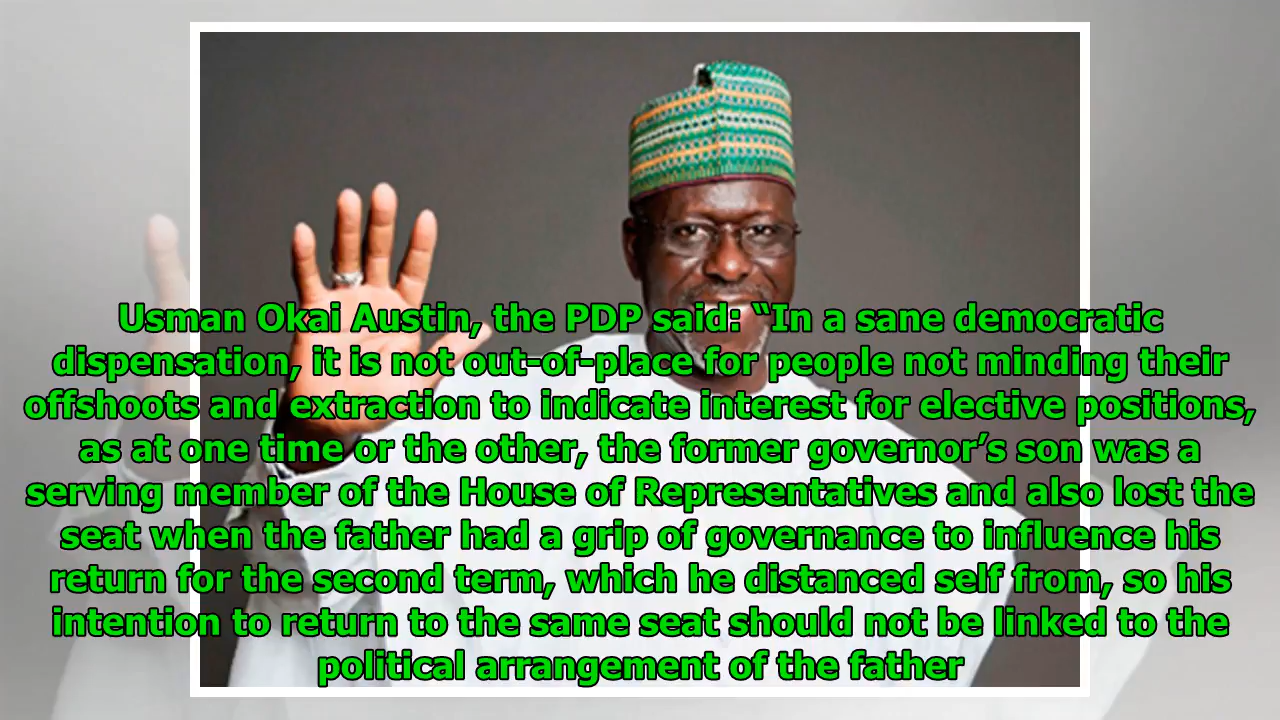 Usman Okai Austin, the PDP said: “In a sane democratic
dispensation, it is not out-of-place for people not minding their
offshoots and extraction to indicate interest for elective positions,
as at one time or the other, the former governor’s son was a
serving member of the House of Representatives and also lost the
seat when the father had a grip of governance to influence his
return for the second term, which he distanced self from, so his
intention to return to the same seat should not be linked to the
political arrangement of the father